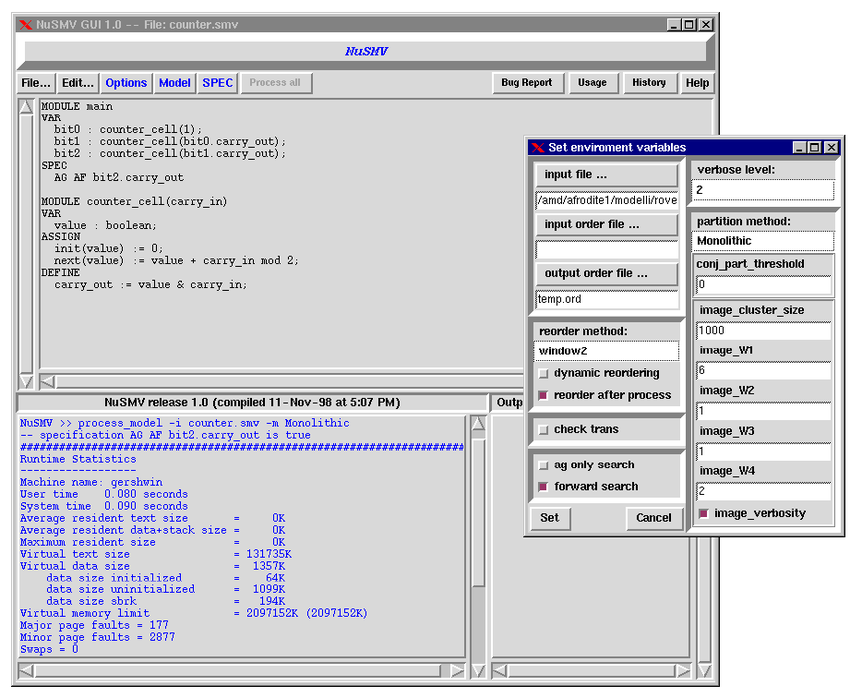 NuSMV GUI 1.0 -- File: counter.smv
NuSMV
File... Edit... Options Model SPEC Process all Bug Report Usage History Help
MODULE main
VAR
bit0 : counter_cell(1);
bit1 : counter_cell(bit0.carry_out);
bit2 : counter_cell(bit1.carry_out);
SPEC
AG AF bit2.carry_out
MODULE counter_cell(carry_in)
VAR
value : boolean;
ASSIGN
init(value) := 0;
next(value) := value + carry_in mod 2;
DEFINE
carry_out := value & carry_in;
NuSMV release 1.0 (compiled 11-Nov-98 at 5:07 PM)
Outp
NuSMV >> process_model -i counter.smv -m Monolithic
-- specification AG AF bit2.carry_out is true
######################################################################
Runtime Statistics
------------------
Machine name: gershwin
User time 0.080 seconds
System time 0.090 seconds
Average resident text size = 0K
Average resident data+stack size = 0K
Maximum resident size = 0K
Virtual text size = 131735K
Virtual data size = 1357K
data size initialized = 64K
data size uninitialized = 1099K
data size sbrk = 194K
Virtual memory limit = 2097152K (2097152K)
Major page faults = 177
Minor page faults = 2877
Swaps = 0
Set enviroment variables
input file ...
/amd/afrodite1/modelli/rove
input order file ...
output order file ...
temp.ord
reorder method:
window2
dynamic reordering
reorder after process
check trans
ag only search
forward search
Set Cancel
verbose level:
2
partition method:
Monolithic
conj_part_threshold
0
image_cluster_size
1000
image_W1
6
image_W2
1
image_W3
1
image_W4
2
image_verbosity